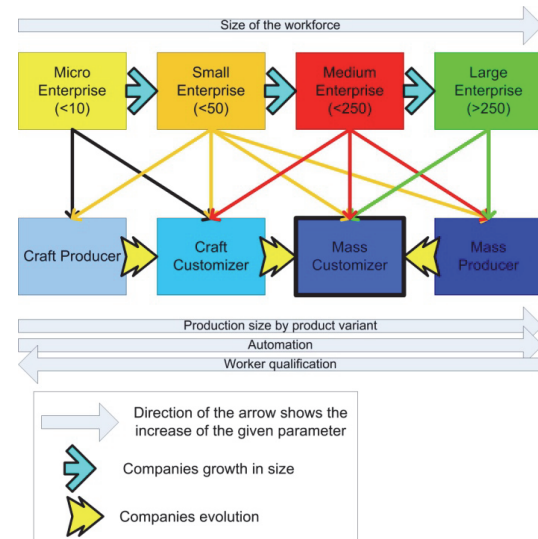 Size of the workforce
Micro
Enterprise
(<10)
Small
Enterprise
(<50)
Medium
Enterprise
(<250)
Large
Enterprise
(>250)
Craft Producer
Craft
Customizer
Mass
Customizer
Mass
Producer
Production size by product variant
Automation
Worker qualification
Direction of the arrow shows the
increase of the given parameter
Companies growth in size
Companies evolution